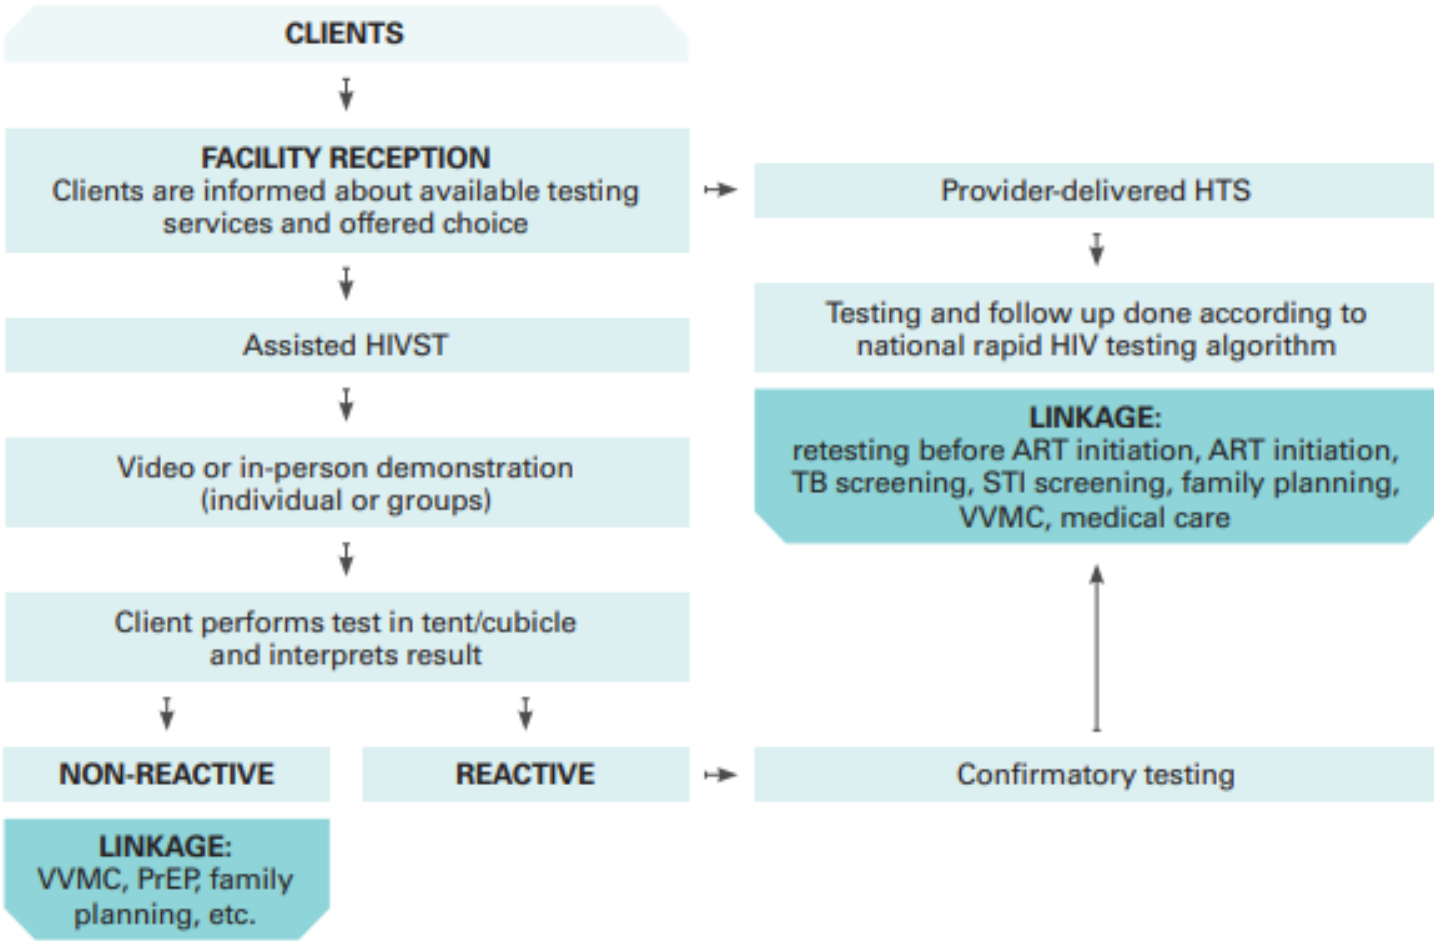 CLIENTS
FACILITY RECEPTION
Clients are informed about available testing
services and offered choice
Provider-delivered HTS
Assisted HIVST
Testing and follow up done according to
national rapid HIV testing algorithm
LINKAGE:
retesting before ART initiation, ART initiation,
TB screening, STI screening, family planning,
VVMC, medical care
Video or in-person demonstration
(individual or groups)
Client performs test in tent/cubicle
and interprets result
NON-REACTIVE
REACTIVE
Confirmatory testing
LINKAGE:
VVMC, PrEP, family
planning, etc.